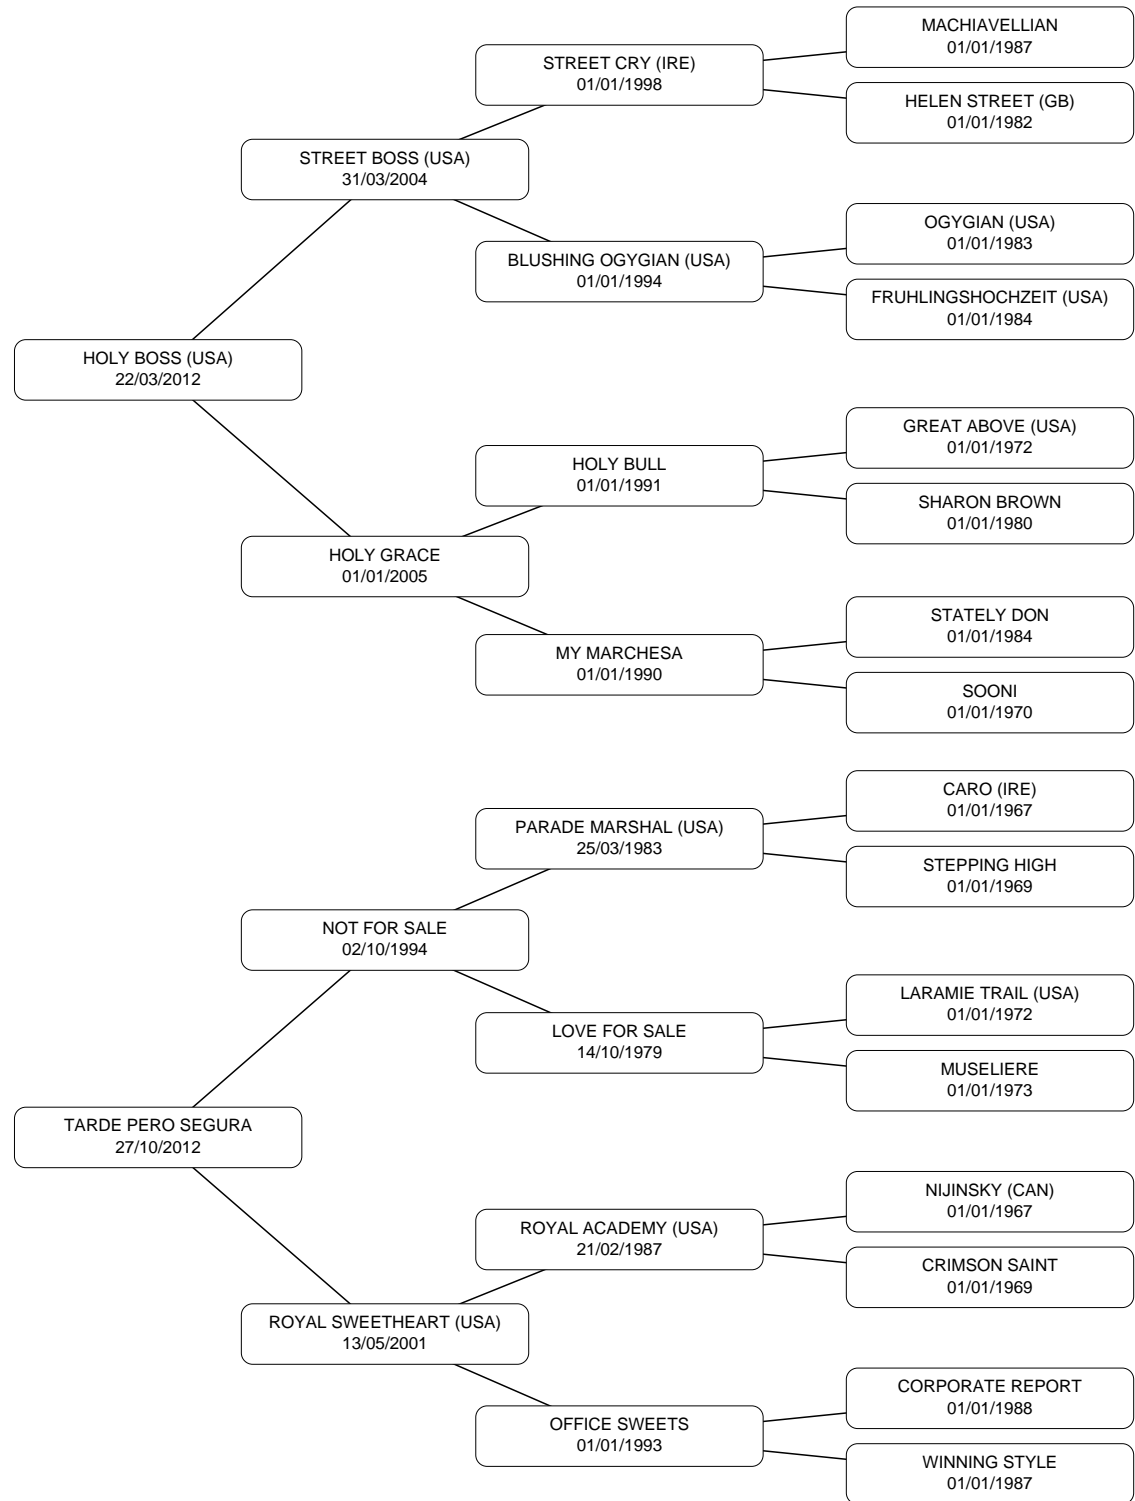 MACHIAVELLIAN
01/01/1987
STREET CRY (IRE)
01/01/1998
HELEN STREET (GB)
01/01/1982
STREET BOSS (USA)
31/03/2004
OGYGIAN (USA)
01/01/1983
BLUSHING OGYGIAN (USA)
01/01/1994
FRUHLINGSHOCHZEIT (USA)
01/01/1984
HOLY BOSS (USA)
22/03/2012
GREAT ABOVE (USA)
01/01/1972
HOLY BULL
01/01/1991
SHARON BROWN
01/01/1980
HOLY GRACE
01/01/2005
STATELY DON
01/01/1984
MY MARCHESA
01/01/1990
SOONI
01/01/1970
CARO (IRE)
01/01/1967
PARADE MARSHAL (USA)
25/03/1983
STEPPING HIGH
01/01/1969
NOT FOR SALE
02/10/1994
LARAMIE TRAIL (USA)
01/01/1972
LOVE FOR SALE
14/10/1979
MUSELIERE
01/01/1973
TARDE PERO SEGURA
27/10/2012
NIJINSKY (CAN)
01/01/1967
ROYAL ACADEMY (USA)
21/02/1987
CRIMSON SAINT
01/01/1969
ROYAL SWEETHEART (USA)
13/05/2001
CORPORATE REPORT
01/01/1988
OFFICE SWEETS
01/01/1993
WINNING STYLE
01/01/1987